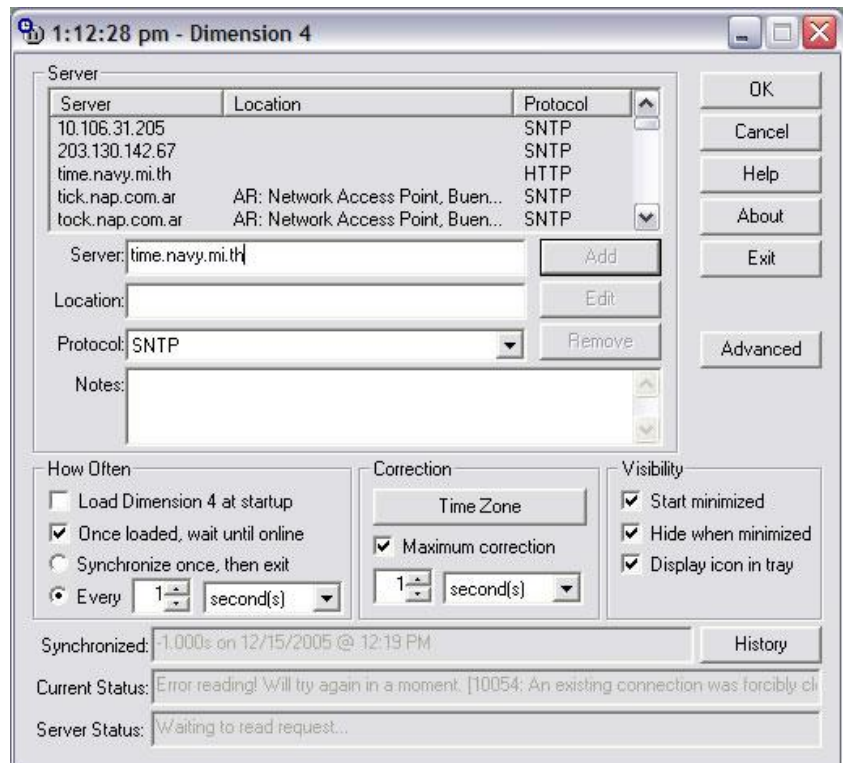 1:12:28 pm - Dimension 4
Server
Server Location Protocol
10.106.31.205 SNTP
203.130.142.67 SNTP
time.navy.mi.th HTTP
tick.nap.com.ar AR: Network Access Point, Buen... SNTP
tock.nap.com.ar AR: Network Access Point, Buen... SNTP
Server: time.navy.mi.th
Location:
Protocol: SNTP
Notes:
Add
Edit
Remove
OK
Cancel
Help
About
Exit
Advanced
How Often
Load Dimension 4 at startup
Once loaded, wait until online
Synchronize once, then exit
Every 1 second(s)
Correction
Time Zone
Maximum correction
1 second(s)
Visibility
Start minimized
Hide when minimized
Display icon in tray
Synchronized: -1.000s on 12/15/2005 @ 12:19 PM
History
Current Status: Error reading! Will try again in a moment. [10054: An existing connection was forcibly cl
Server Status: Waiting to read request...